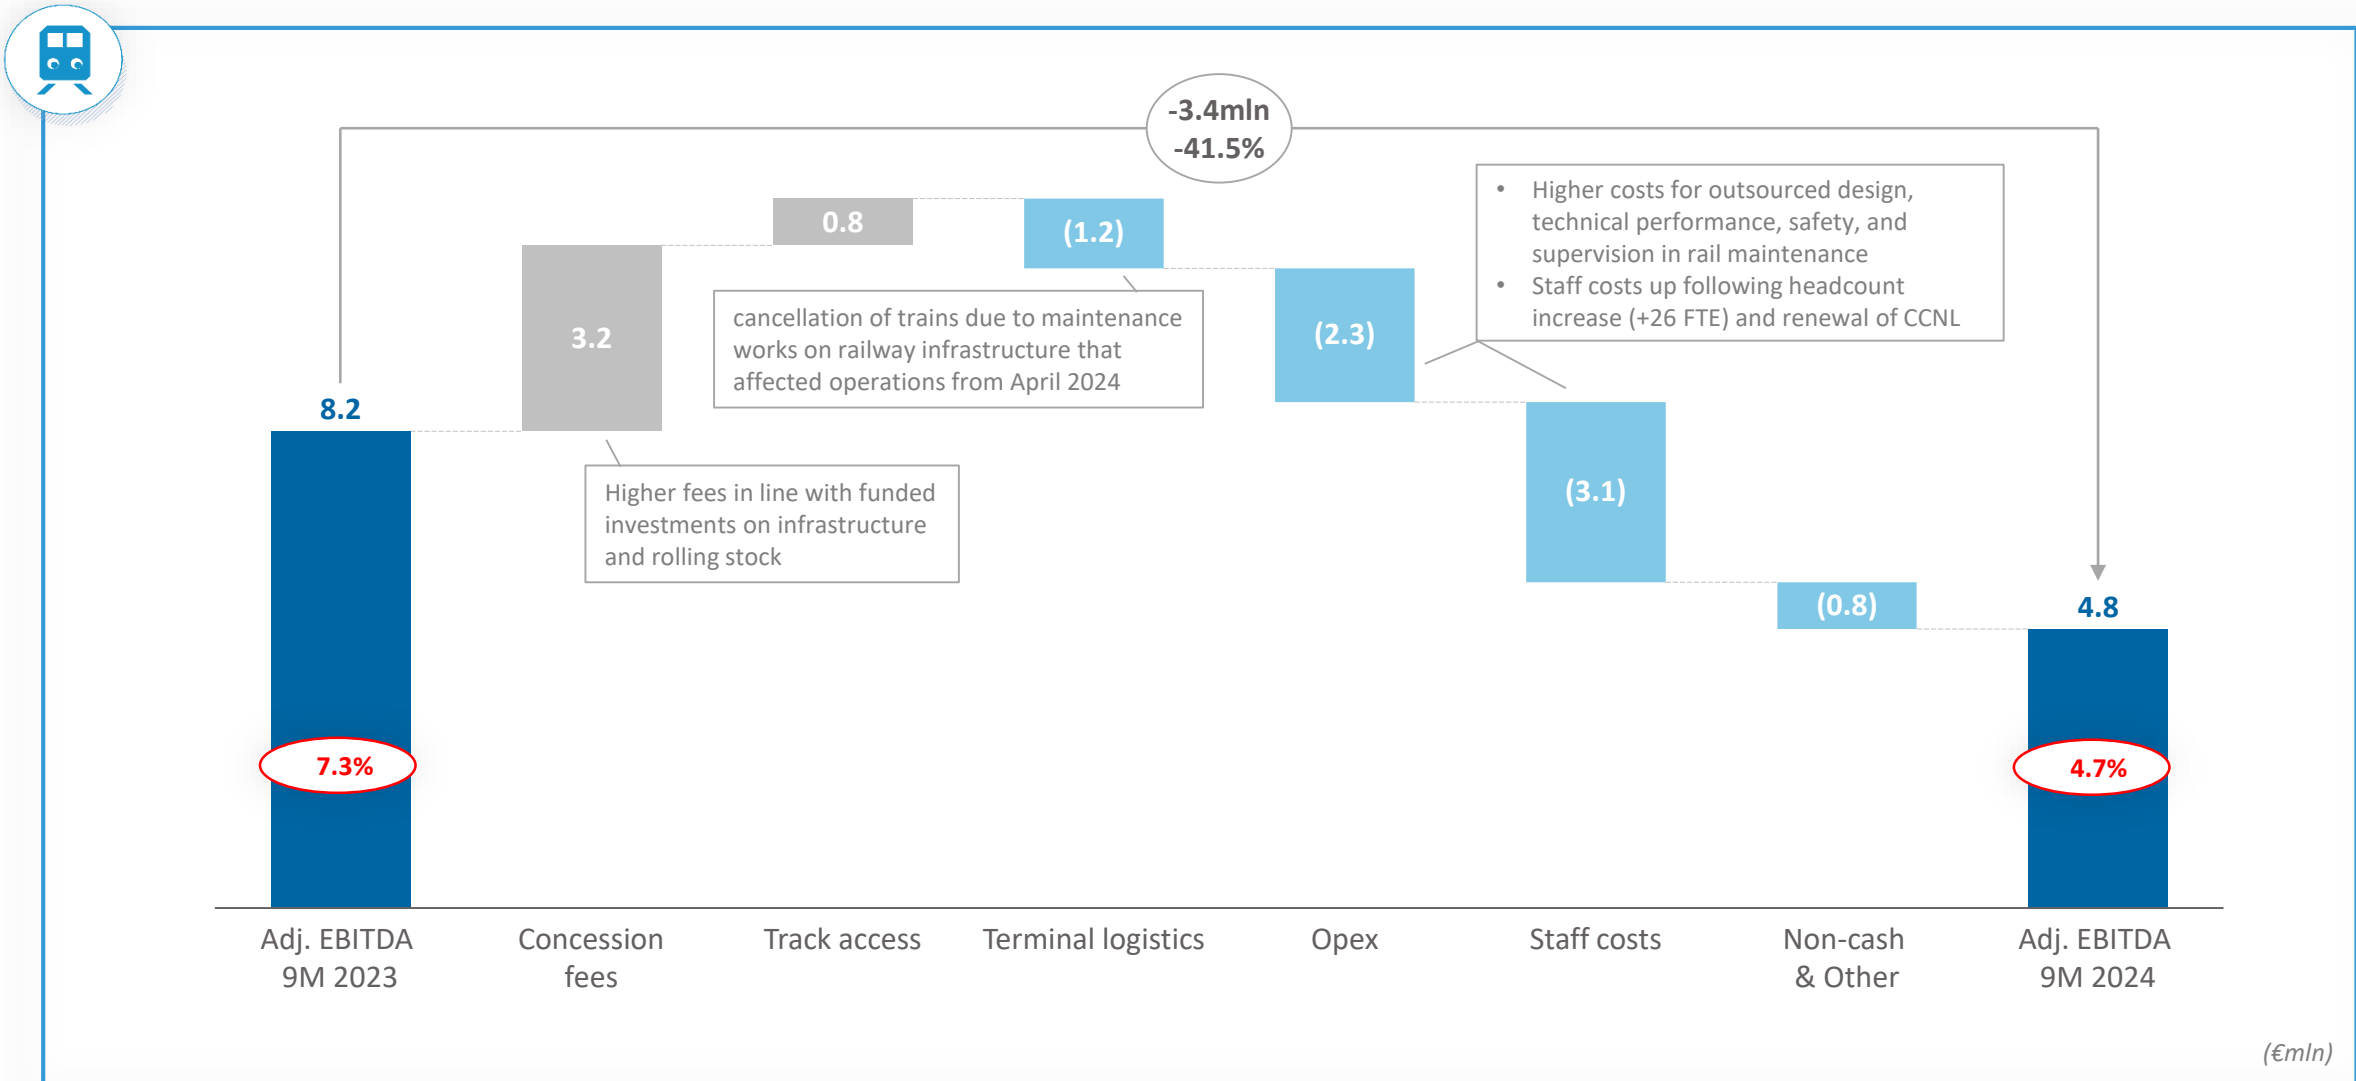 -3.4mln
-41.5%
• Higher costs for outsourced design,
technical performance, safety, and
supervision in rail maintenance
• Staff costs up following headcount
increase (+26 FTE) and renewal of CCNL
0.8
(1.2)
3.2
cancellation of trains due to maintenance
works on railway infrastructure that
affected operations from April 2024
(2.3)
8.2
Higher fees in line with funded
investments on infrastructure
and rolling stock
(3.1)
(0.8)
4.8
7.3%
4.7%
Adj. EBITDA
9M 2023
Concession
fees
Track access
Terminal logistics
Opex
Staff costs
Non-cash
& Other
Adj. EBITDA
9M 2024
(€mln)